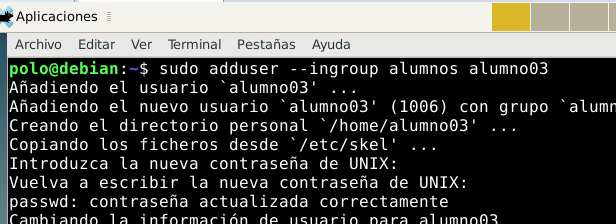 Aplicaciones
Archivo Editar Ver Terminal Pestañas Ayuda
polo@debian:~$ sudo adduser --ingroup alumnos alumno03
Añadiendo el usuario `alumno03' ...
Añadiendo el nuevo usuario `alumno03' (1006) con grupo `alumn
Creando el directorio personal `/home/alumno03' ...
Copiando los ficheros desde `/etc/skel' ...
Introduzca la nueva contraseña de UNIX:
Vuelva a escribir la nueva contraseña de UNIX:
passwd: contraseña actualizada correctamente
Cambiando la información de usuario para alumno03